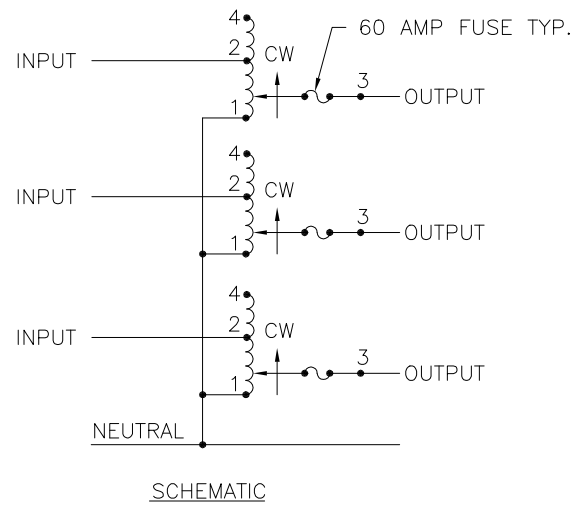 4
60 AMP FUSE TYP.
2
CW
INPUT
3
1
OUTPUT
4
2
CW
INPUT
3
1
OUTPUT
4
2
CW
INPUT
3
1
OUTPUT
NEUTRAL
SCHEMATIC